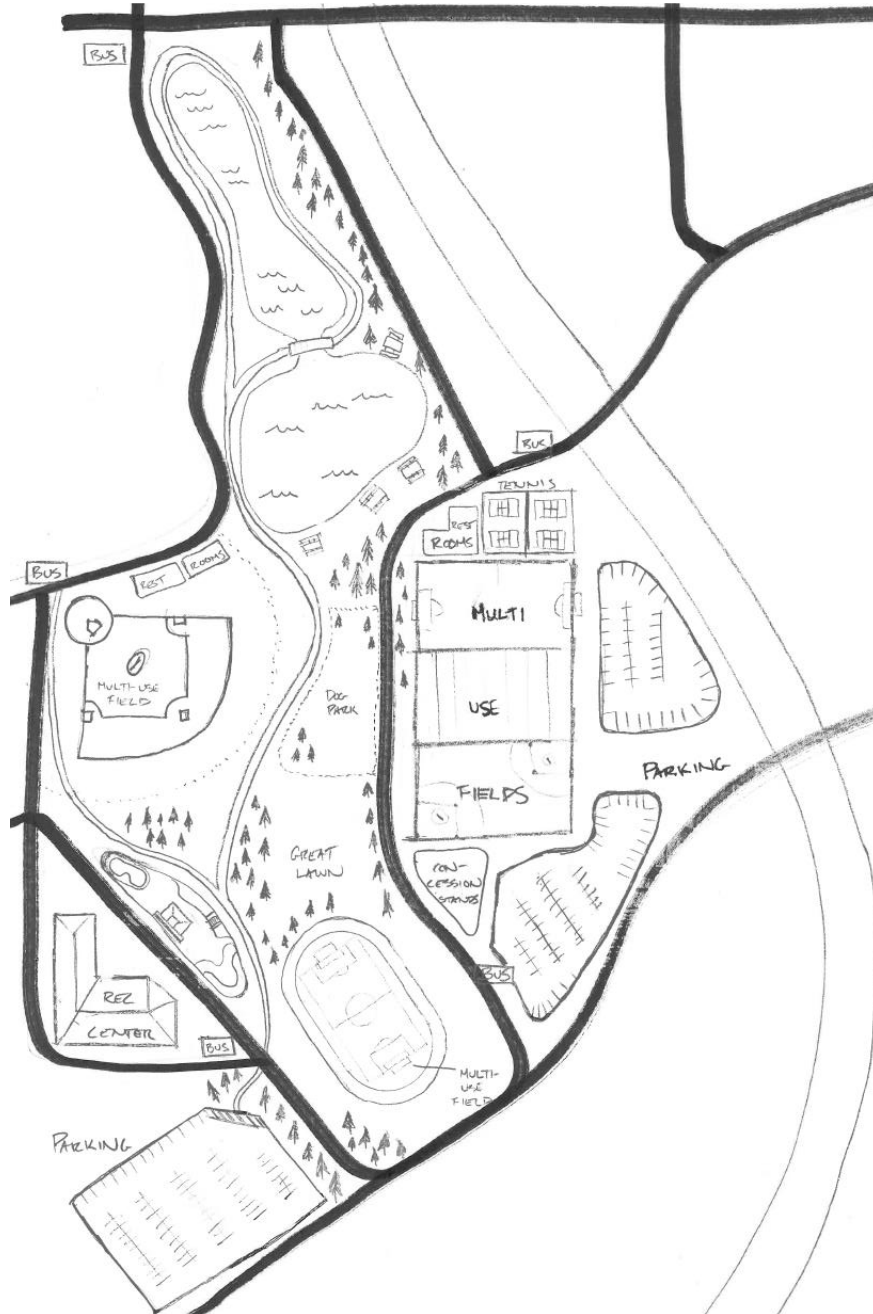 BUS
BUS
TENNIS
REST
ROOMS
BUS
REST
ROOMS
MULTI
MULTI-USE
FIELD
DOG
PARK
USE
PARKING
FIELDS
GREAT
LAWN
CON-
CESSION
STANDS
BUS
REC
CENTER
BUS
MULTI-
USE
FIELD
PARKING